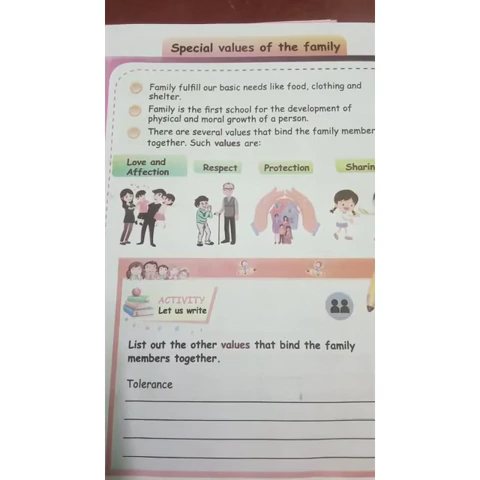 Special values of the family
Family fulfill our basic needs like food, clothing and
shelter.
Family is the first school for the development of
physical and moral growth of a person.
There are several values that bind the family member
together. Such values are:
Love and
Affection
Respect
Protection
Sharin
ACTIVITY
Let us write
List out the other values that bind the family
members together.
Tolerance